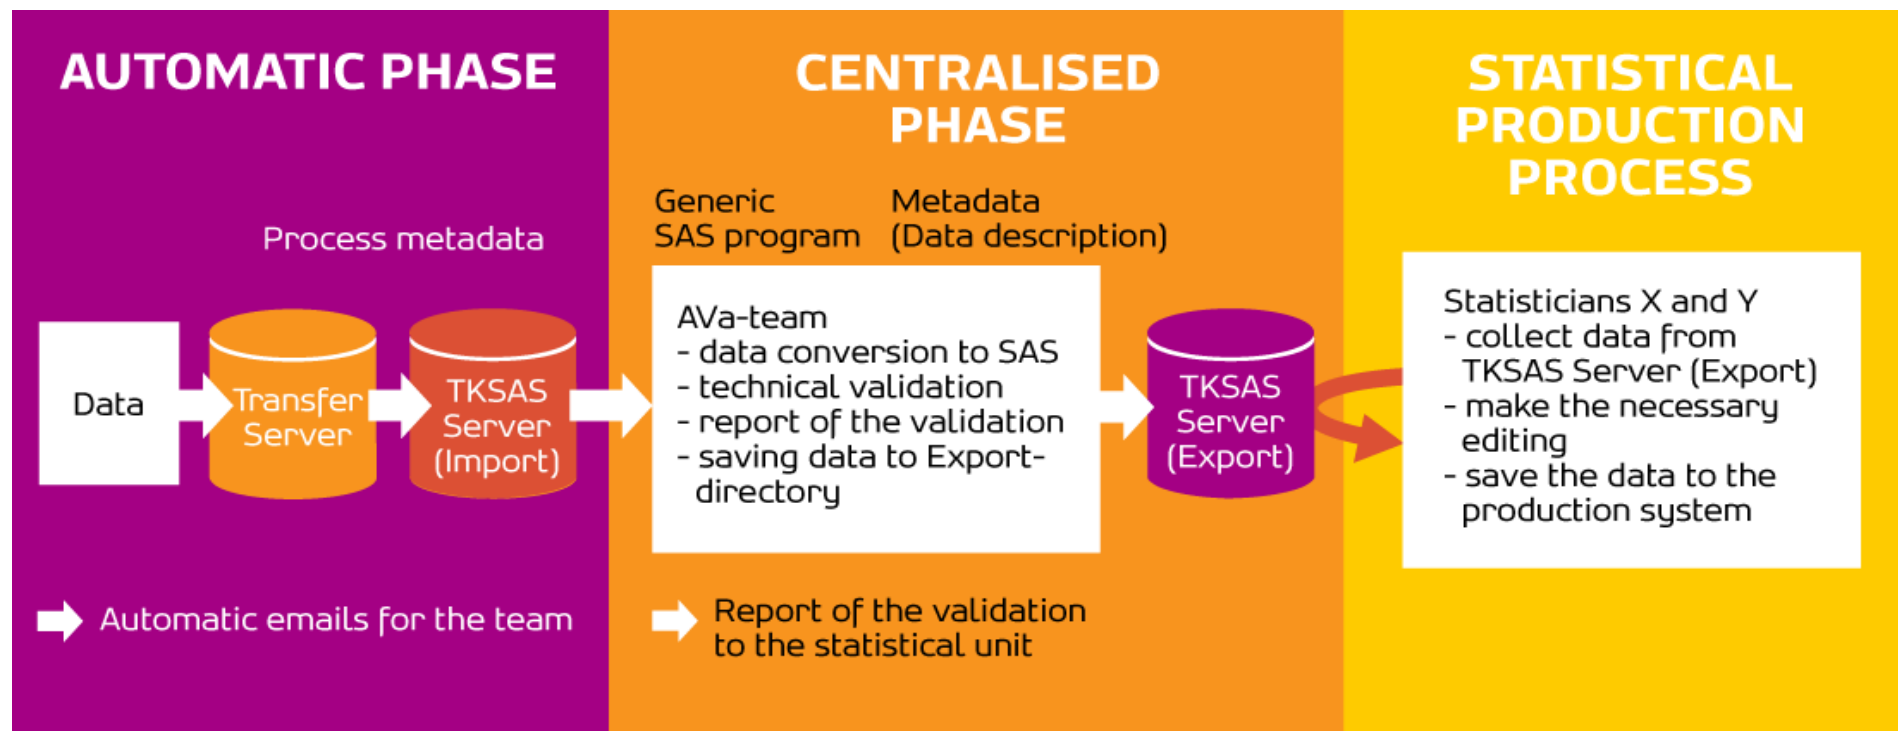 AUTOMATIC PHASE
Process metadata
Data
Transfer
Server
TKSAS
Server
(Import)
Automatic emails for the team
CENTRALISED
PHASE
Generic
SAS program
Metadata
(Data description)
AVa-team
- data conversion to SAS
- technical validation
- report of the validation
- saving data to Export-
directory
TKSAS
Server
(Export)
Report of the validation
to the statistical unit
STATISTICAL
PRODUCTION
PROCESS
Statisticians X and Y
- collect data from
TKSAS Server (Export)
- make the necessary
editing
- save the data to the
production system